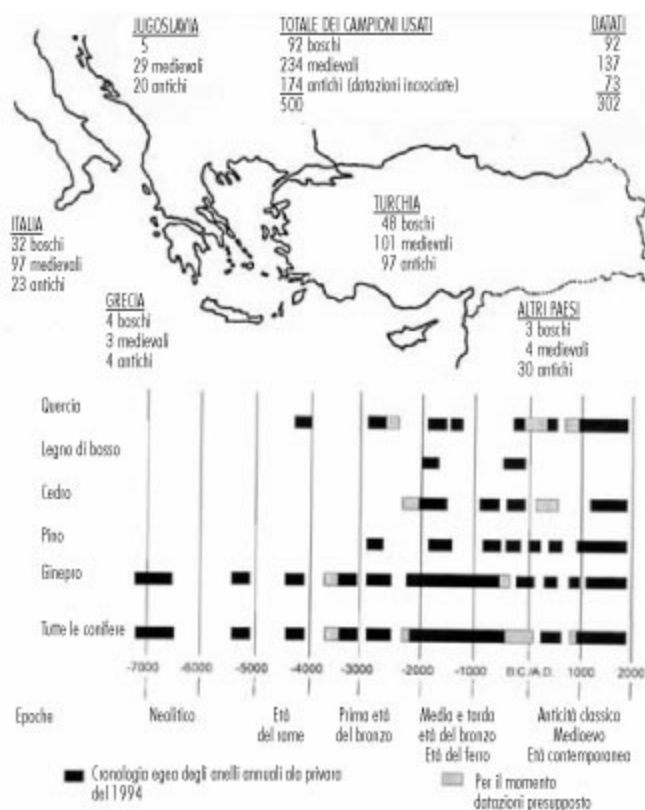 JUGOSLAVIA
5
29 medievali
20 antichi
TOTALE DEI CAMPIONI USATI
92 boschi
234 medievali
174 antichi (datazioni incrociate)
500
DATATI
92
137
73
302
ITALIA
32 boschi
97 medievali
23 antichi
TURCHIA
48 boschi
101 medievali
97 antichi
GRECIA
4 boschi
3 medievali
4 antichi
ALTRI PAESI
3 boschi
4 medievali
30 antichi
Quercia
Legno di bosso
Cedro
Pino
Ginepro
Tutte le conifere
-7000 -6000 -5000 -4000 -3000 -2000 -1000 B.C./A.D. 1000 2000
Epoche
Neolitico
Età
del rame
Prima età
del bronzo
Media e tarda
età del bronzo
Età del ferro
Anticità classica
Medioevo
Età contemporanea
Cronologia egea degli anelli annuali ala privara
del 1994
Per il momento
datazioni presupposto